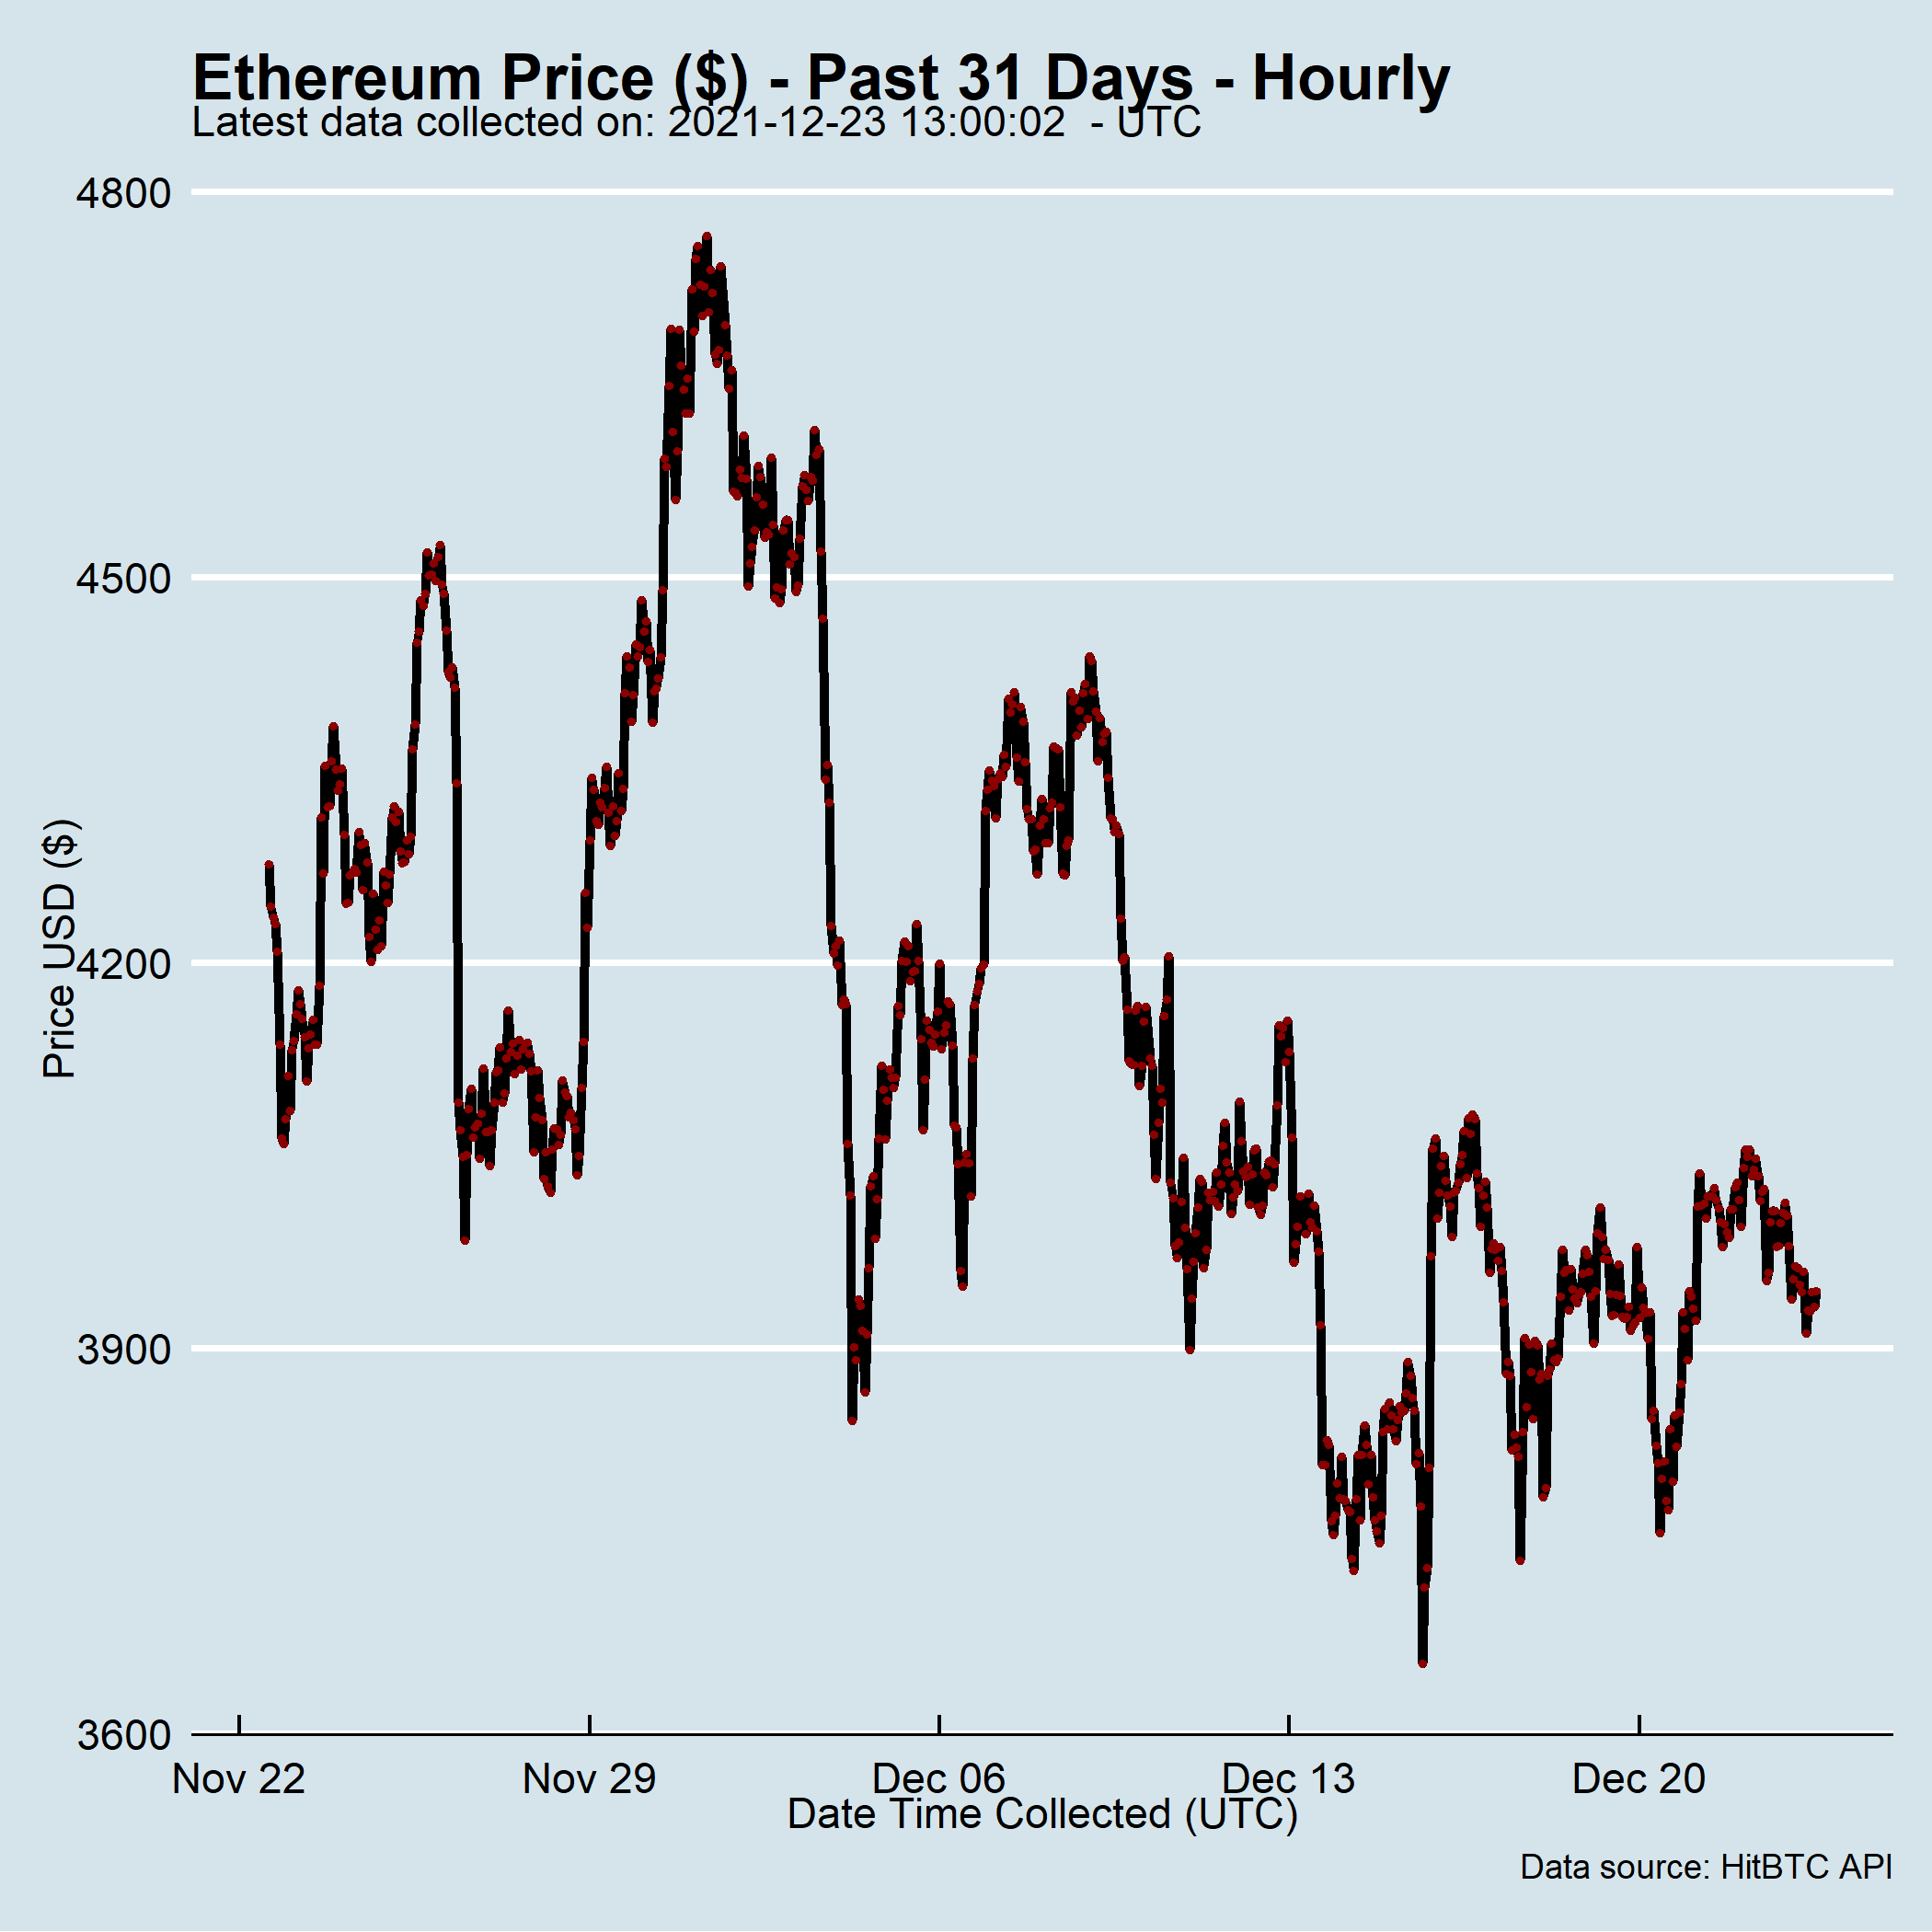 Ethereum Price ($) - Past 31 Days - Hourly
Latest data collected on: 2021-12-23 13:00:02  - UTC
4800
4500
4200
3900
3600
Price USD ($)
Nov 22
Nov 29
Dec 06
Dec 13
Dec 20
Date Time Collected (UTC)
Data source: HitBTC API